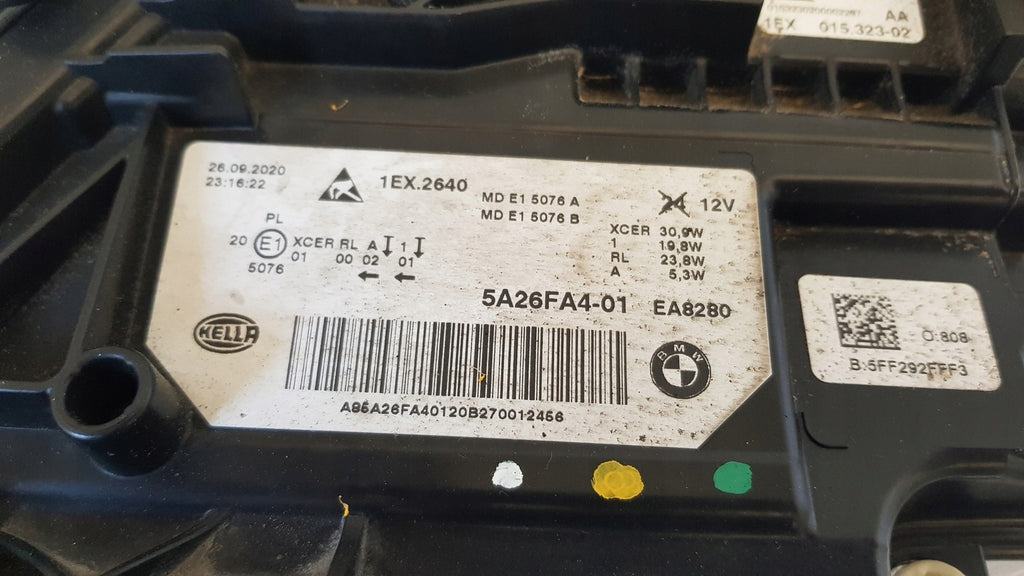 AA
1EX 015.323-02
26.09.2020
23:16:22
1EX.2640
MD E1 5076 A
MD E1 5076 B
24 12V
PL
20 E1 XCER RL A 1
01 00 02 01
5076
XCER 30,9W
1 19,8W
RL 23,8W
A 5,3W
5A26FA4-01 EA8280
HELLA
BMW
A85A26FA40120B270012456
O:808
B:5FF292FFF3